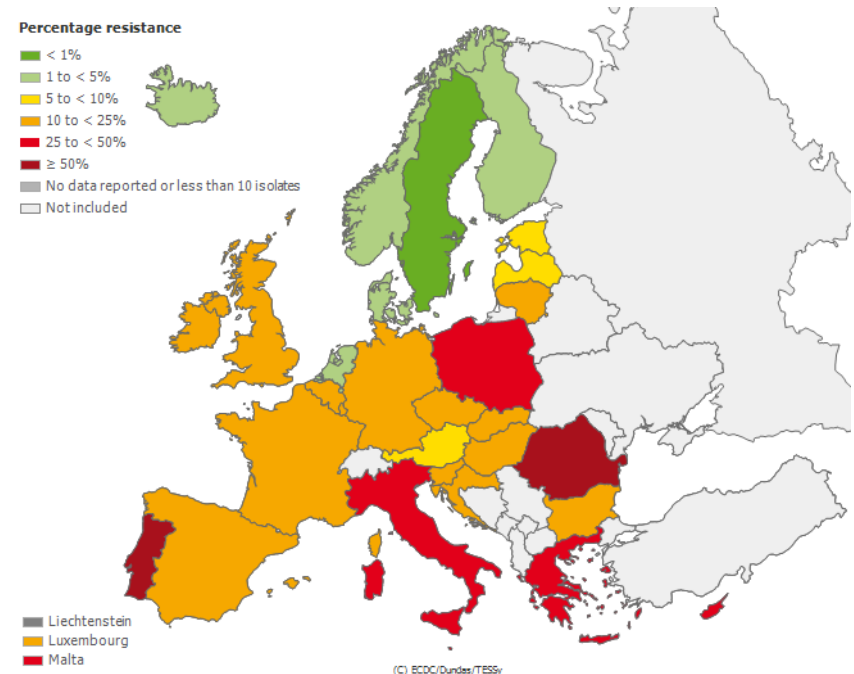 Percentage resistance
< 1%
1 to < 5%
5 to < 10%
10 to < 25%
25 to < 50%
≥ 50%
No data reported or less than 10 isolates
Not included
Liechtenstein
Luxembourg
Malta
(C) ECDC/Dundas/TESSy